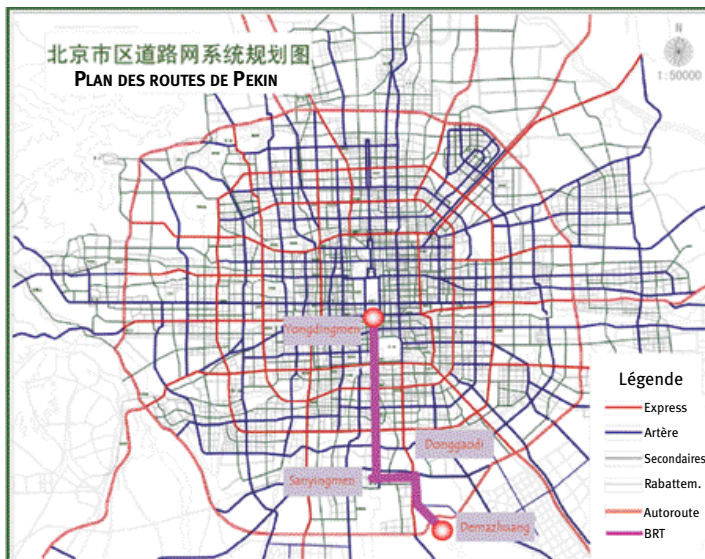 北京市区道路网系统规划图
PLAN DES ROUTES DE PEKIN
N
1:50000
Yongdingmen
Donggaodi
Sanyingmen
Demazhuang
Légende
Express
Artère
Secondaires
Rabattem.
Autoroute
BRT